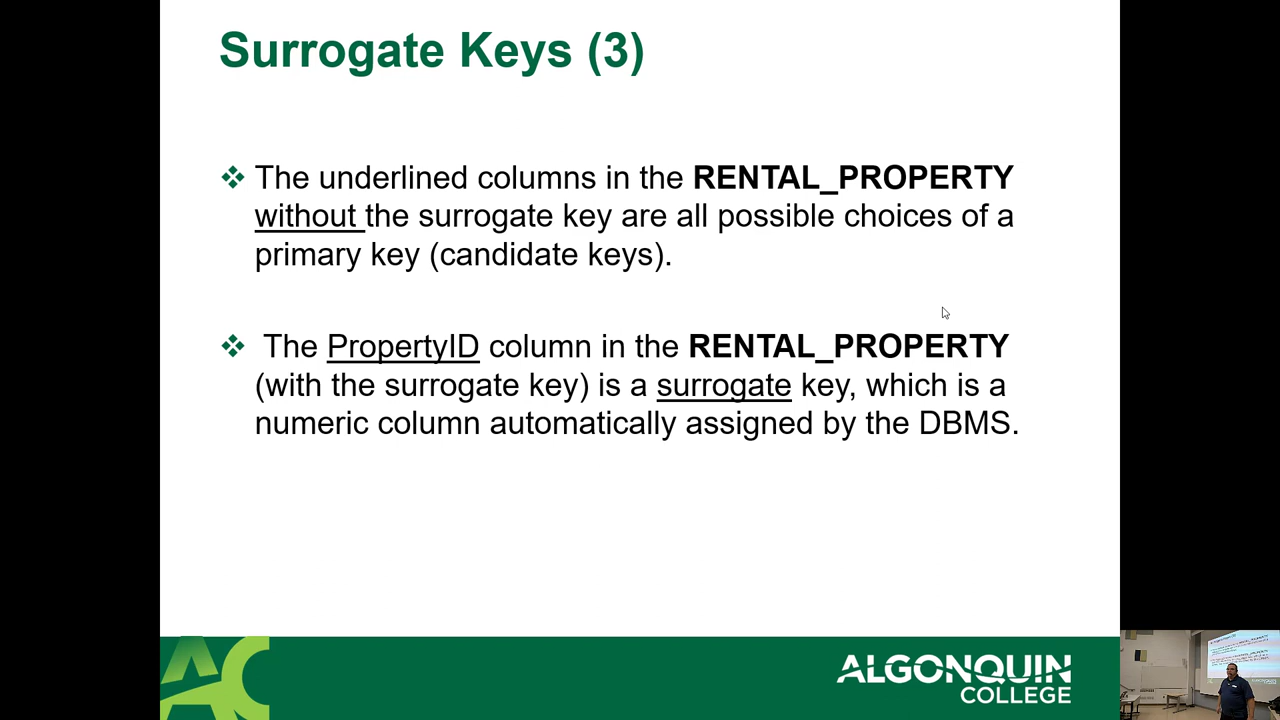 Surrogate Keys (3)
❖ The underlined columns in the RENTAL_PROPERTY
without the surrogate key are all possible choices of a
primary key (candidate keys).
❖ The PropertyID column in the RENTAL_PROPERTY
(with the surrogate key) is a surrogate key, which is a
numeric column automatically assigned by the DBMS.
AC
ALGONQUIN
COLLEGE